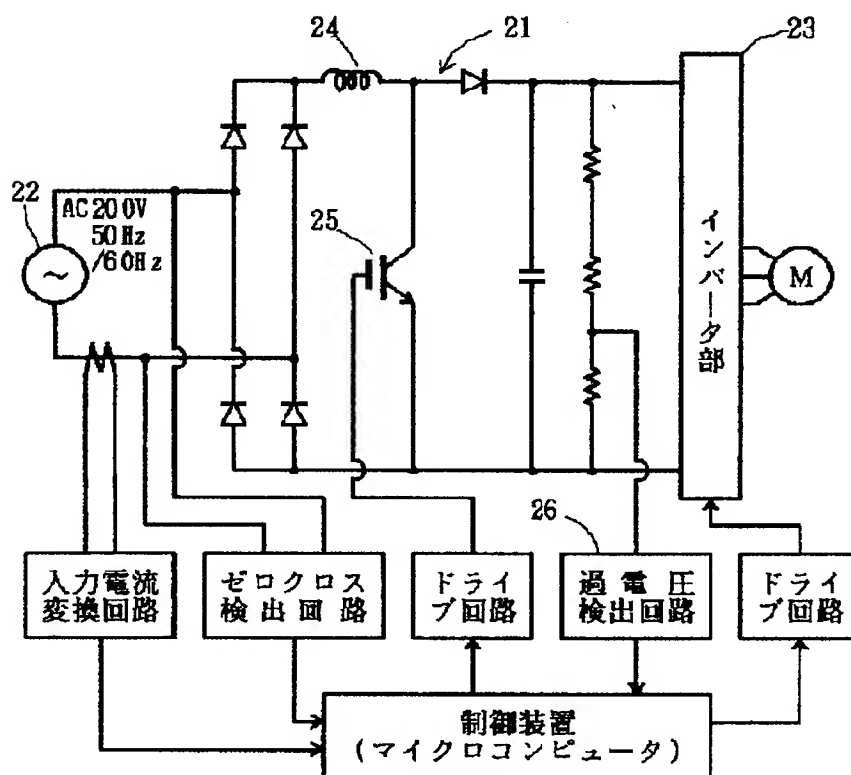 24
21
23
22
AC200V
50Hz
/60Hz
~
25
インバータ部
M
26
入力電流
変換回路
ゼロクロス
検出回路
ドライ
ブ回路
過電圧
検出回路
ドライ
ブ回路
制御装置
(マイクロコンピュータ)